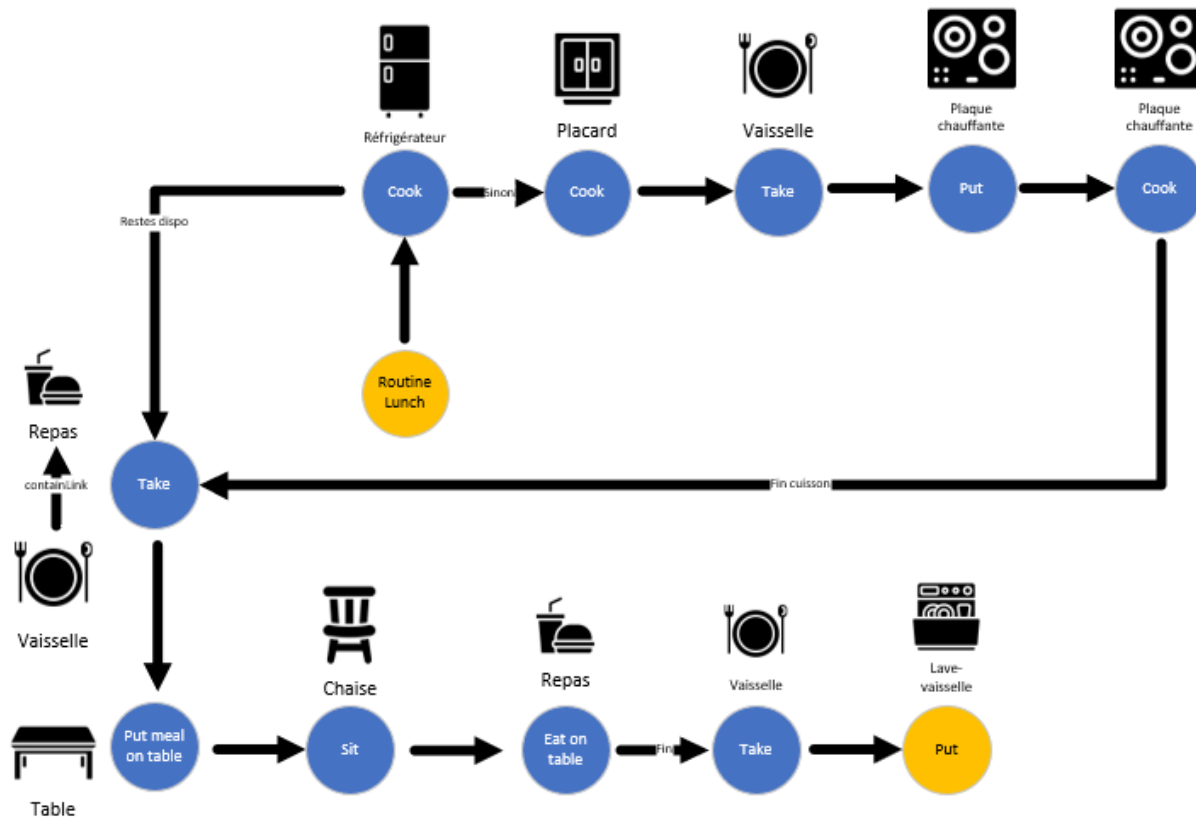 Réfrigérateur
Placard
Vaisselle
Plaque
chauffante
Plaque
chauffante
Cook
Sinon
Cook
Take
Put
Cook
Restes dispo
Routine
Lunch
Repas
containLink
Take
Fin cuisson
Vaisselle
Chaise
Repas
Vaisselle
Lave-
vaisselle
Put meal
on table
Sit
Eat on
table
Fin
Take
Put
Table